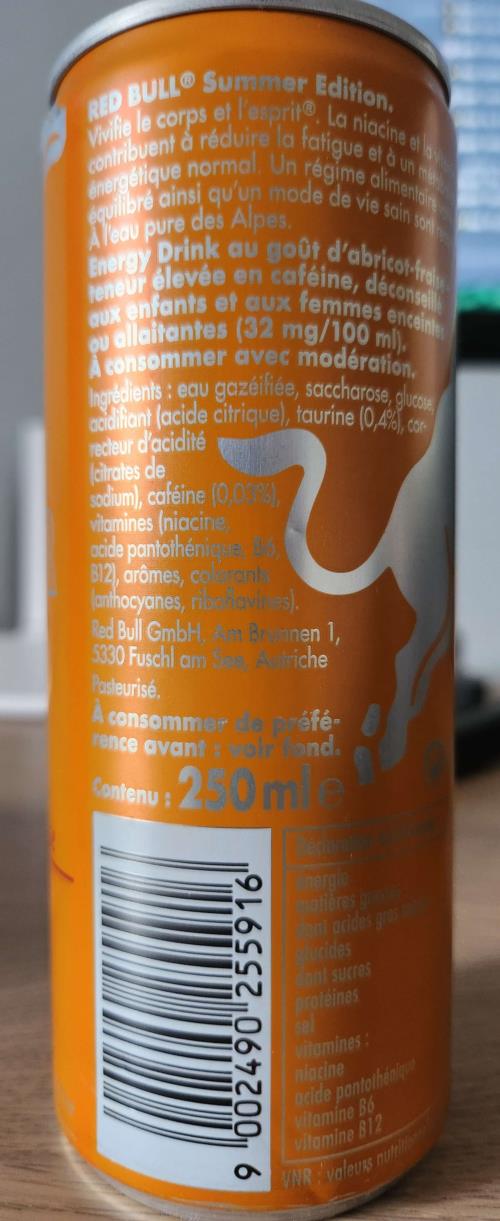 RED BULL® Summer Edition.
Vivifie le corps et l'esprit®. La niacine et la
contribuent à réduire la fatigue et à un
énergétique normal. Un régime alimentaire
équilibré ainsi qu'un mode de vie sain sont
À l'eau pure des Alpes.
Energy Drink au goût d'abricot-fraise
teneur élevée en caféine, déconseillé
aux enfants et aux femmes enceintes
ou allaitantes (32 mg/100 ml).
À consommer avec modération.
Ingrédients : eau gazéifiée, saccharose, glucose,
acidifiant (acide citrique), taurine (0,4%), cor-
recteur d'acidité
(citrates de
sodium), caféine (0,03%),
vitamines (niacine,
acide pantothénique, B6,
B12), arômes, colorants
(anthocyanes, riboflavines).
Red Bull GmbH, Am Brunnen 1,
5330 Fuschl am See, Autriche
Pasteurisé.
À consommer de préfé-
rence avant : voir fond.
Contenu : 250 ml e
9 002490 255916
Déclaration
énergie
matières grasses
dont acides gras
glucides
dont sucres
protéines
sel
vitamines :
niacine
acide pantothénique
vitamine B6
vitamine B12
VNR : valeurs